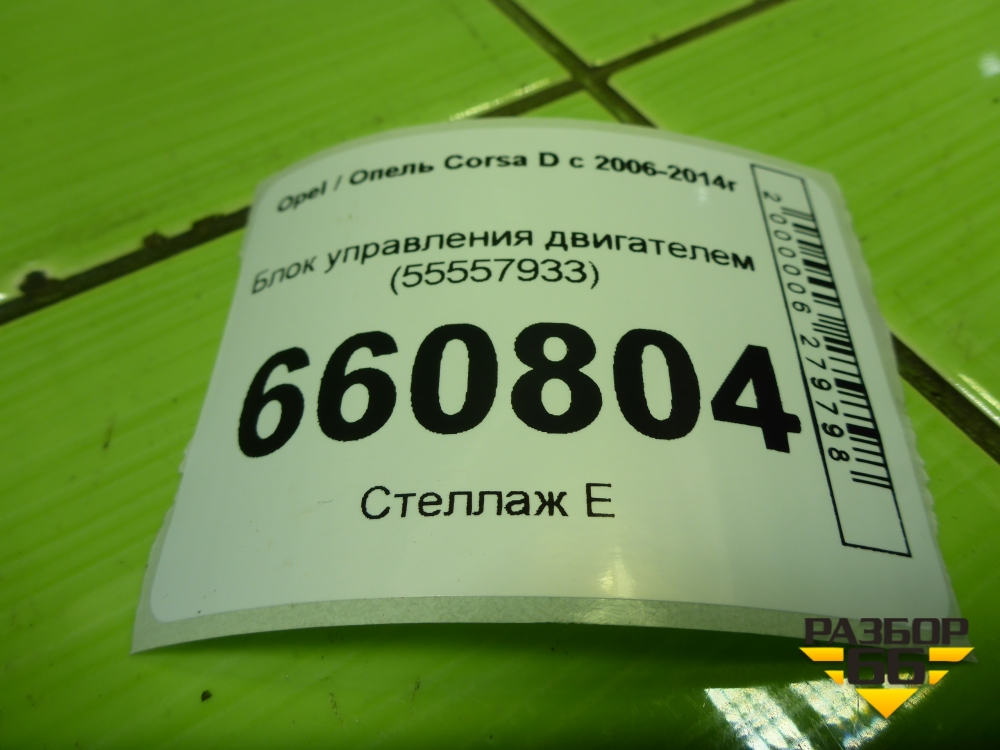 Opel / Опель Corsa D с 2006-2014г
Блок управления двигателем
(55557933)
660804
Стеллаж Е
2000006279798
РАЗБОР
66